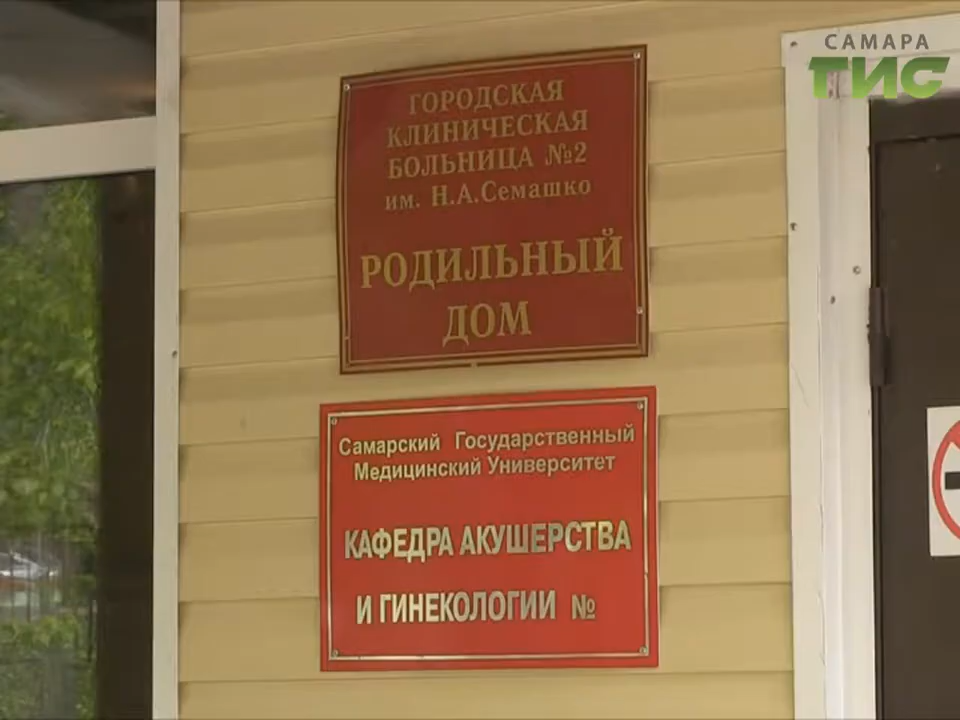 САМАРА
ТИС
ГОРОДСКАЯ
КЛИНИЧЕСКАЯ
БОЛЬНИЦА №2
им. Н.А.Семашко
РОДИЛЬНЫЙ
ДОМ
Самарский Государственный
Медицинский Университет
КАФЕДРА АКУШЕРСТВА
И ГИНЕКОЛОГИИ №